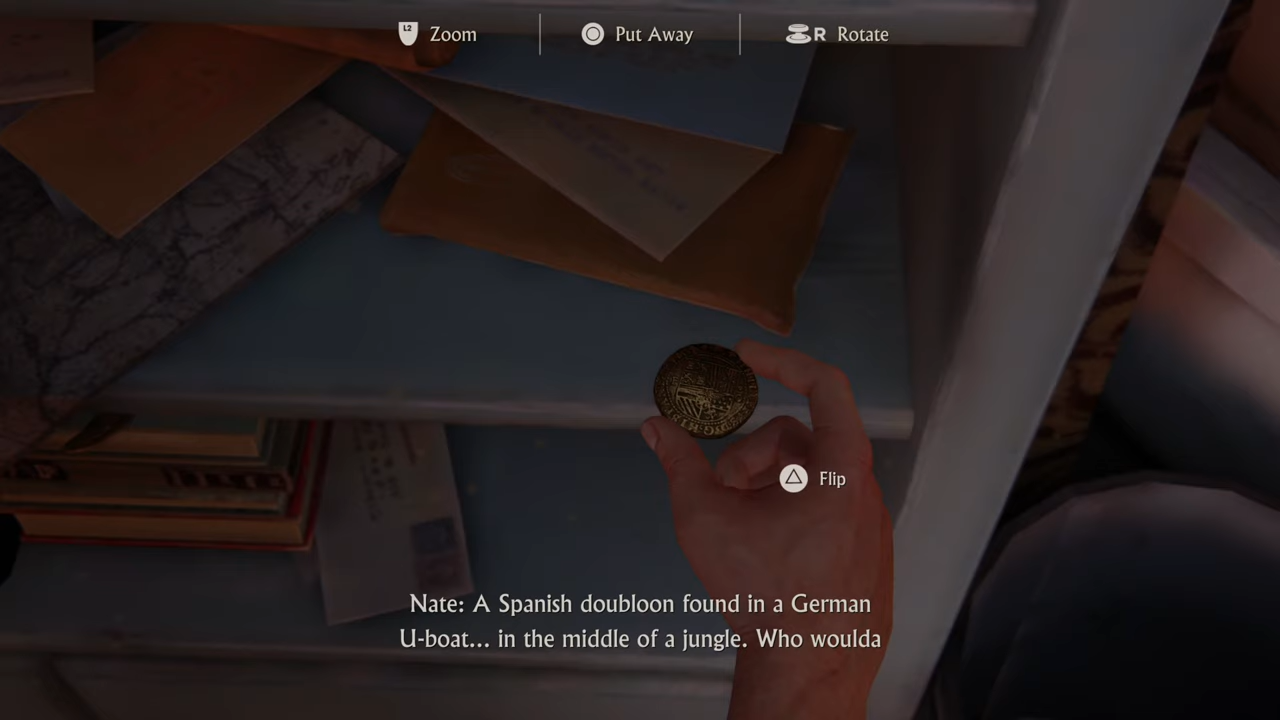 L2 Zoom
Put Away
R Rotate
Flip
Nate: A Spanish doubloon found in a German
U-boat... in the middle of a jungle. Who woulda